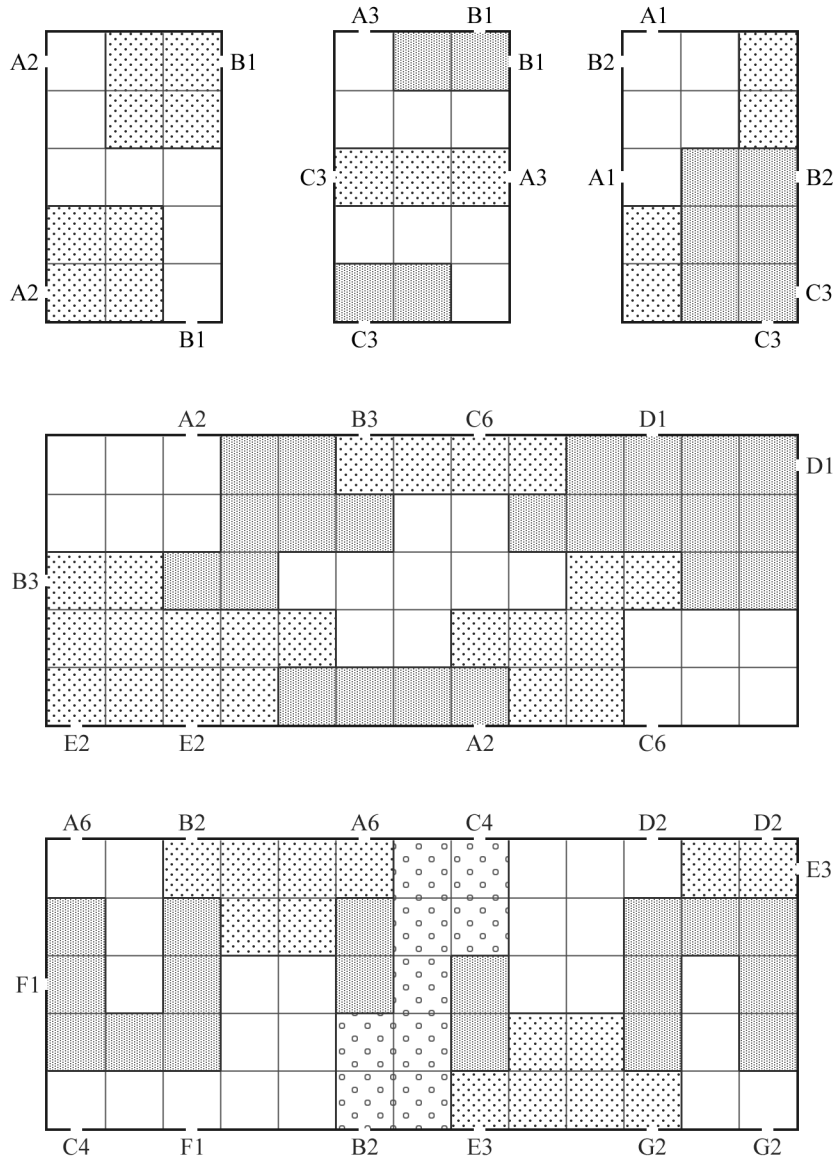 A3 B1 A1
A2 B1 B1 B2
C3 A3 A1 B2
A2 C3
B1 C3 C3
A2 B3 C6 D1
D1
B3
E2 E2 A2 C6
A6 B2 A6 C4 D2 D2
E3
F1
C4 F1 B2 E3 G2 G2